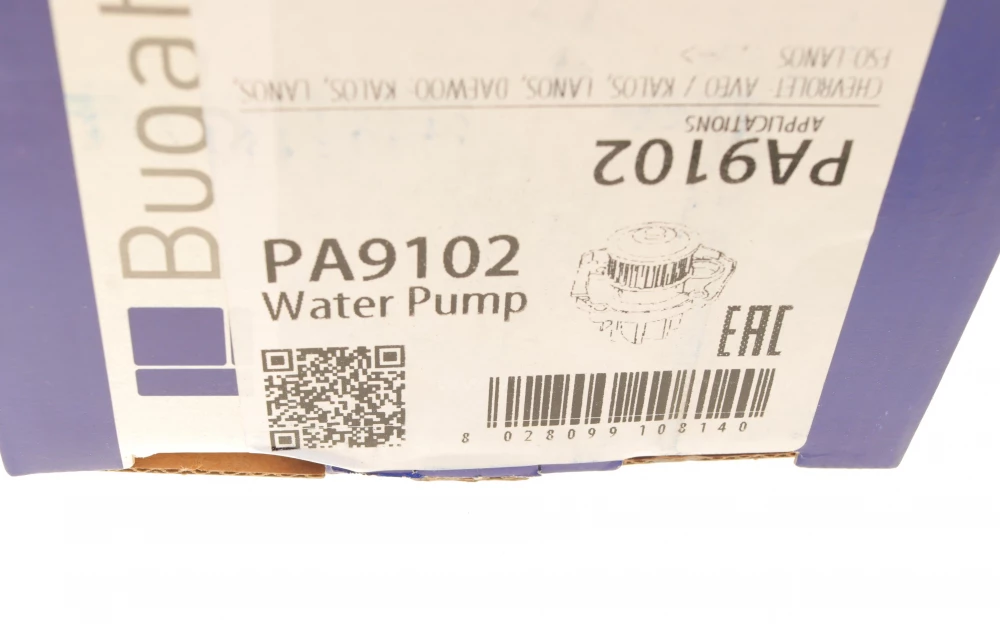 PA9102
APPLICATIONS
CHEVROLET- AVEO / KALOS, LANOS, DAEWOO- KALOS, LANOS,
FSO- LANOS
PA9102
Water Pump
EAC
8 028099 108140